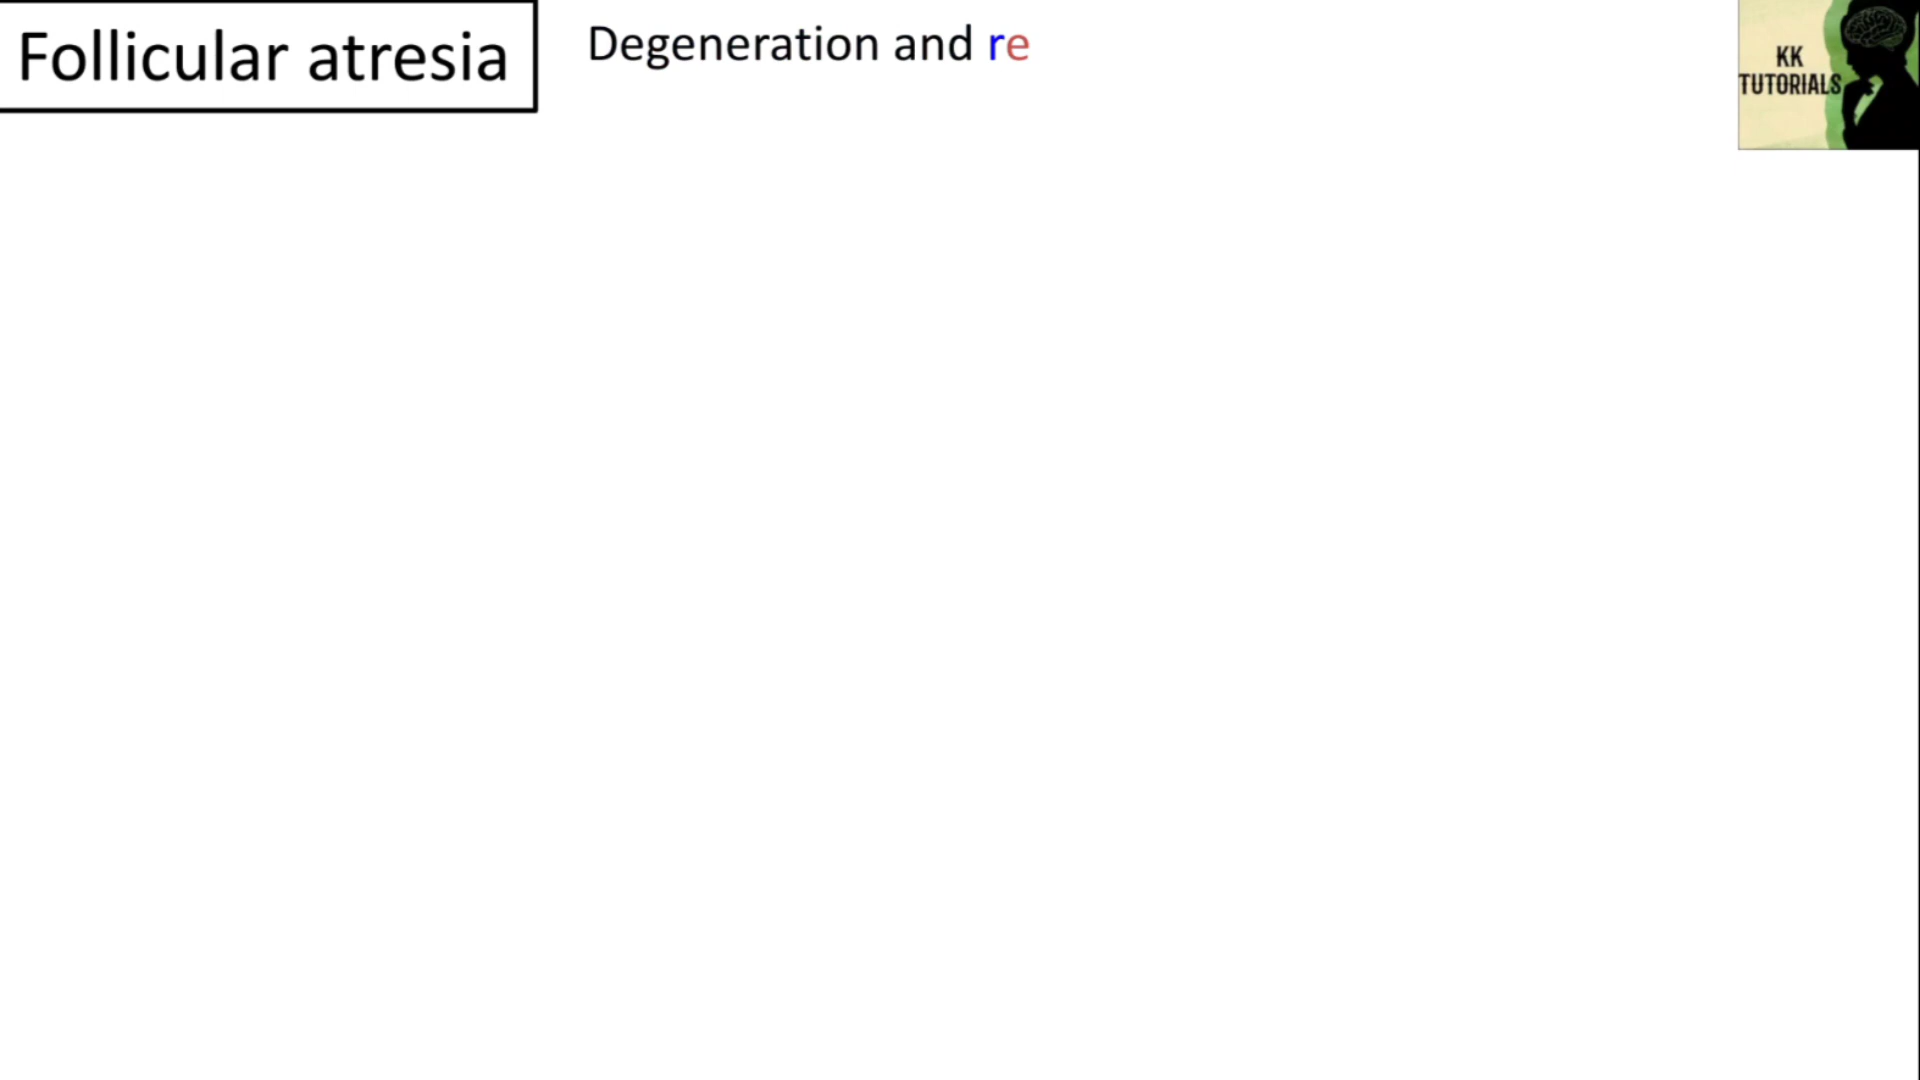 Follicular atresia
Degeneration and re
KK
TUTORIALS